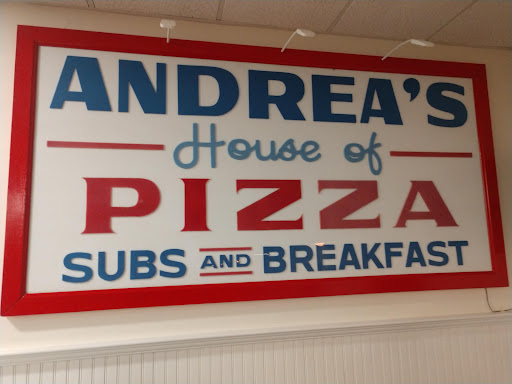 ANDREA'S
House of
PIZZA
SUBS AND BREAKFAST